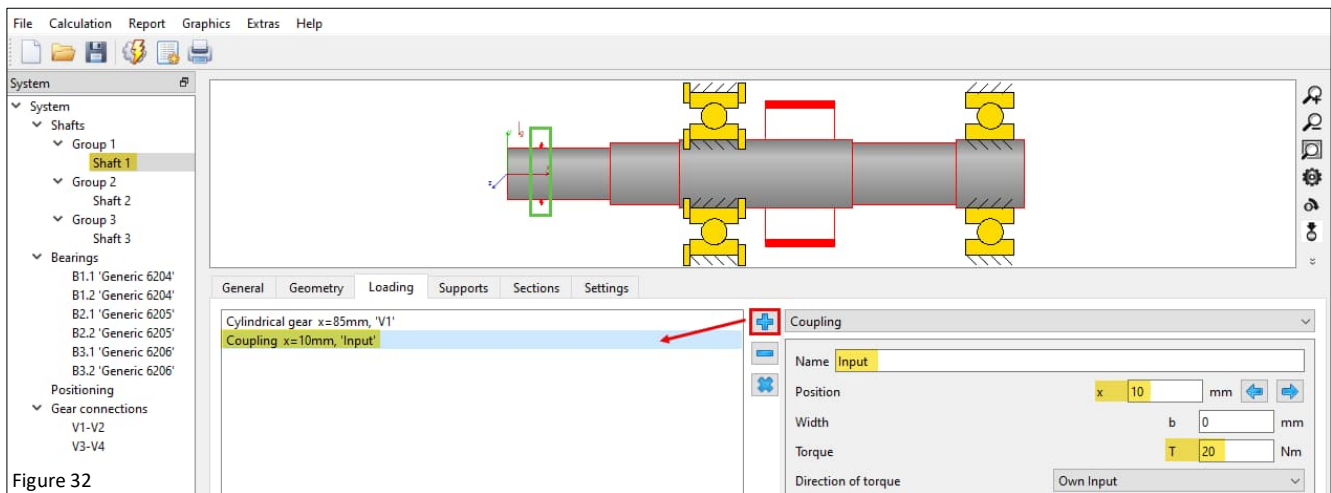 File Calculation Report Graphics Extras Help
System
System
Shafts
Group 1
Shaft 1
Group 2
Shaft 2
Group 3
Shaft 3
Bearings
B1.1 'Generic 6204'
B1.2 'Generic 6204'
B2.1 'Generic 6205'
B2.2 'Generic 6205'
B3.1 'Generic 6206'
B3.2 'Generic 6206'
Positioning
Gear connections
V1-V2
V3-V4
Figure 32
General Geometry Loading Supports Sections Settings
Cylindrical gear x=85mm, 'V1'
Coupling x=10mm, 'Input'
Coupling
Name Input
Position x 10 mm
Width b 0 mm
Torque T 20 Nm
Direction of torque Own Input